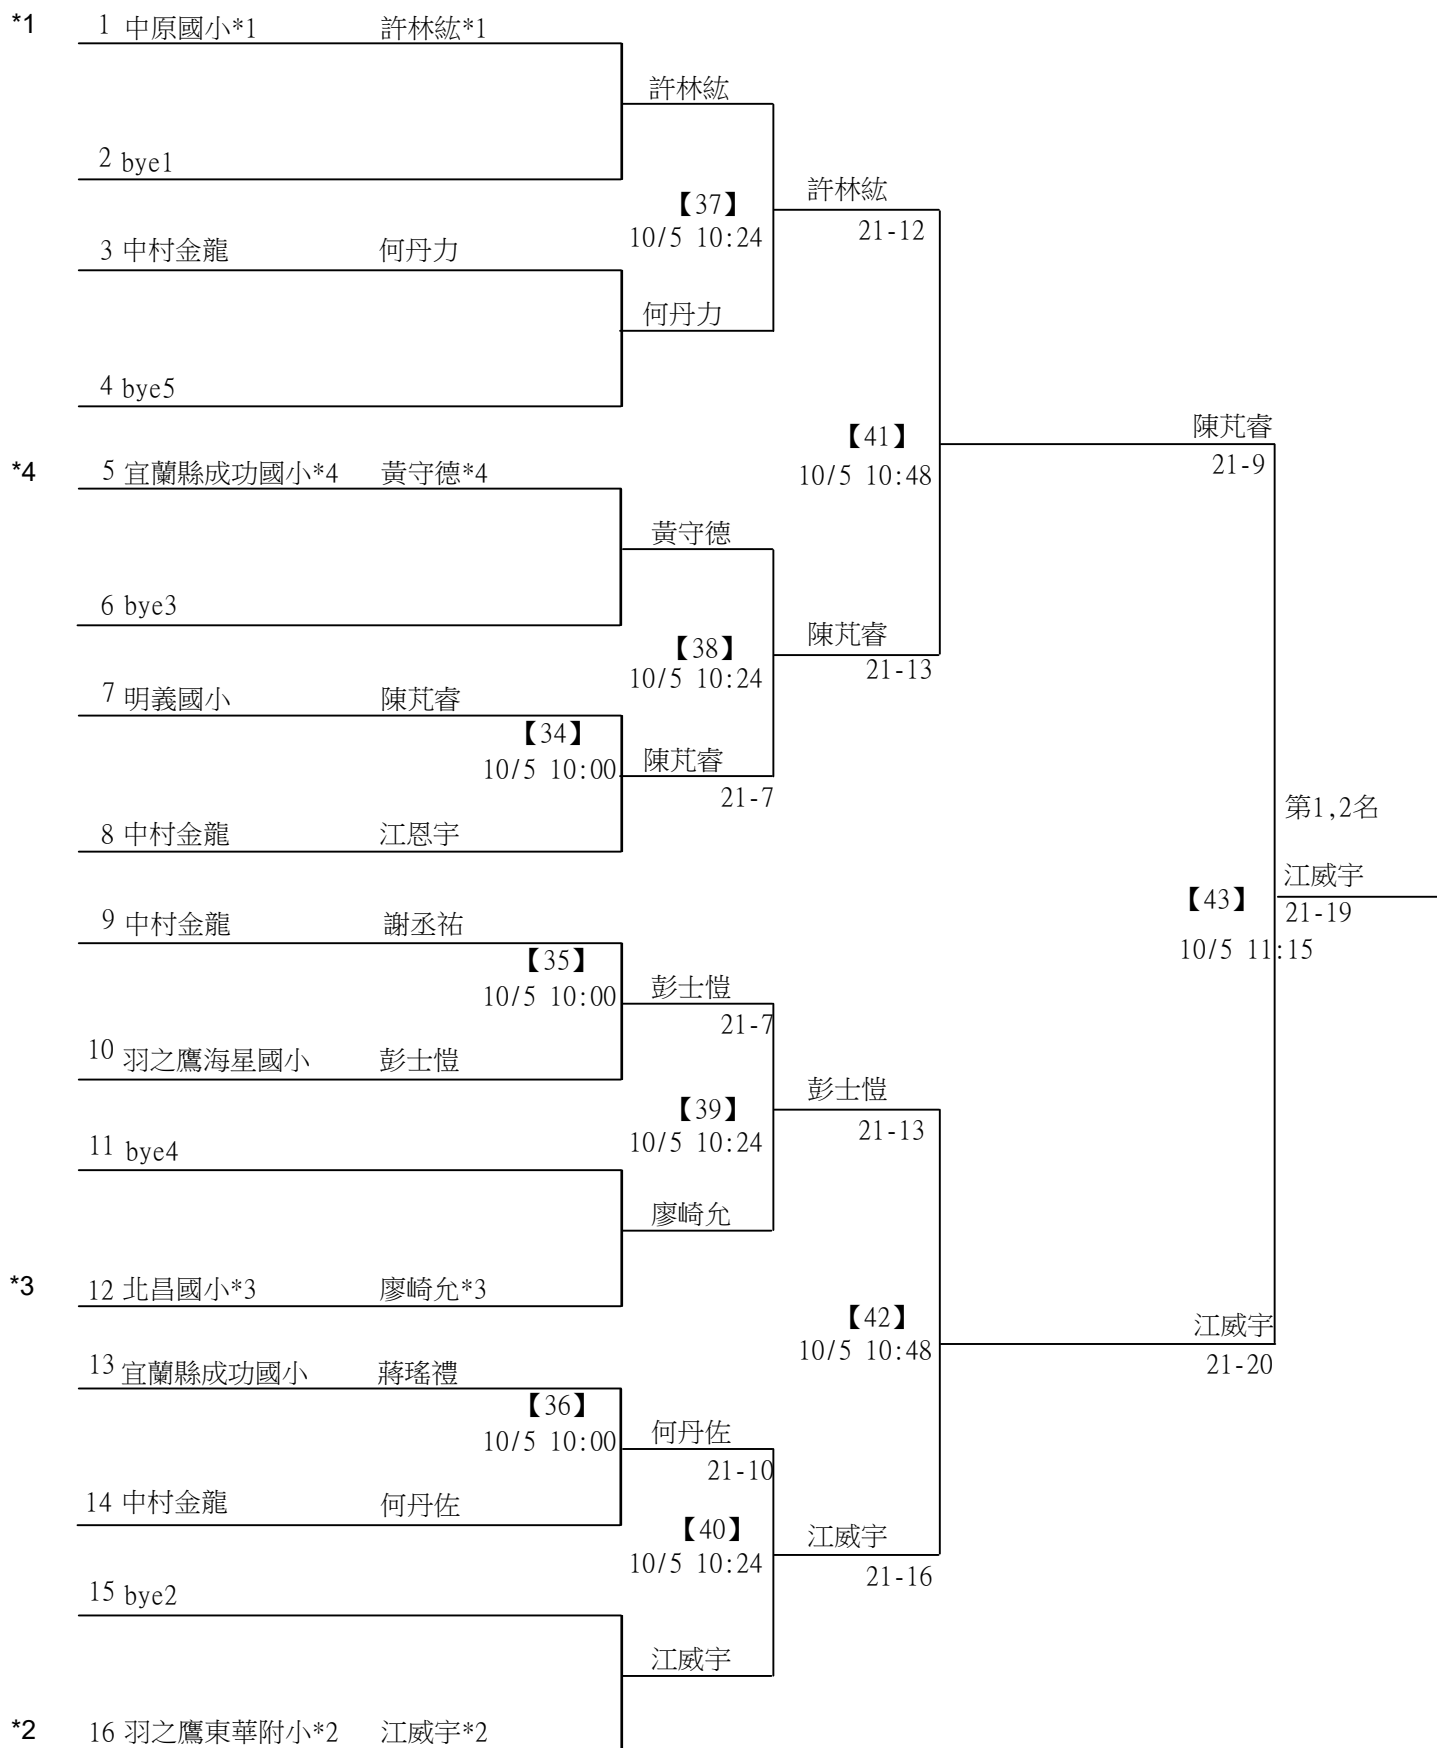 *1 1 中原國小*1 許林紘*1
許林紘
2 bye1
許林紘
【37】
21-12
10/5 10:24
3 中村金龍 何丹力
何丹力
4 bye5
陳芃睿
【41】
21-9
10/5 10:48
*4 5 宜蘭縣成功國小*4 黃守德*4
黃守德
6 bye3
陳芃睿
【38】
21-13
10/5 10:24
7 明義國小 陳芃睿
【34】
10/5 10:00
陳芃睿
21-7
第1,2名
8 中村金龍 江恩宇
江威宇
【43】
21-19
10/5 11:15
9 中村金龍 謝丞祐
【35】
10/5 10:00
彭士愷
21-7
10 羽之鷹海星國小 彭士愷
彭士愷
【39】
21-13
10/5 10:24
11 bye4
廖崎允
*3 12 北昌國小*3 廖崎允*3
【42】
江威宇
10/5 10:48
21-20
13 宜蘭縣成功國小 蔣瑤禮
【36】
10/5 10:00
何丹佐
21-10
14 中村金龍 何丹佐
【40】
江威宇
10/5 10:24
21-16
15 bye2
江威宇
*2 16 羽之鷹東華附小*2 江威宇*2